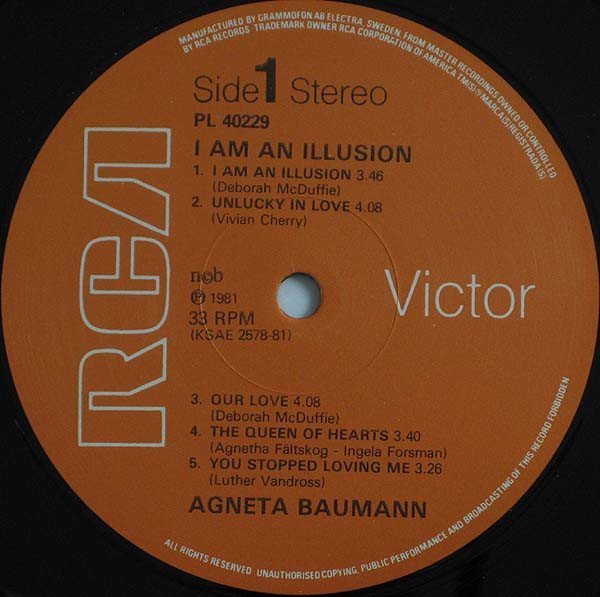 MANUFACTURED BY GRAMMOFON AB ELECTRA, SWEDEN, FROM MASTER RECORDINGS OWNED OR CONTROLLED
BY RCA RECORDS TRADEMARK OWNER RCA CORPORATION OF AMERICA TM(S)® MARCA(S) REGISTRADA(S)
Side 1 Stereo
PL 40229
RCA
I AM AN ILLUSION
1. I AM AN ILLUSION 3.46
(Deborah McDuffie)
2. UNLUCKY IN LOVE 4.08
(Vivian Cherry)
ncb
℗ 1981
33 RPM
(KSAE 2578-81)
Victor
3. OUR LOVE 4.08
(Deborah McDuffie)
4. THE QUEEN OF HEARTS 3.40
(Agnetha Fältskog - Ingela Forsman)
5. YOU STOPPED LOVING ME 3.26
(Luther Vandross)
AGNETA BAUMANN
ALL RIGHTS RESERVED UNAUTHORISED COPYING, PUBLIC PERFORMANCE AND BROADCASTING OF THIS RECORD FORBIDDEN